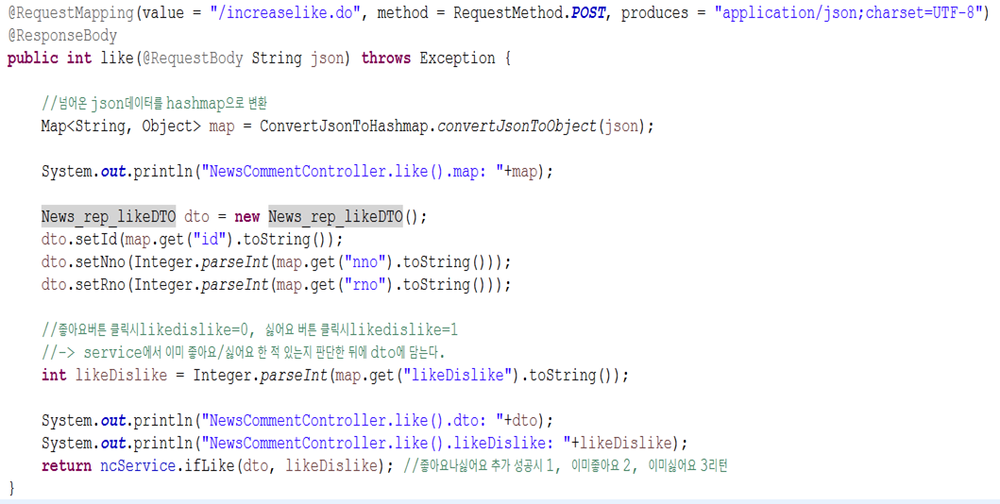 @RequestMapping(value = "/increaselike.do", method = RequestMethod.POST, produces = "application/json;charset=UTF-8")
@ResponseBody
public int like(@RequestBody String json) throws Exception {
//넘어온 json데이터를 hashmap으로 변환
Map<String, Object> map = ConvertJsonToHashmap.convertJsonToObject(json);
System.out.println("NewsCommentController.like().map: "+map);
News_rep_likeDTO dto = new News_rep_likeDTO();
dto.setId(map.get("id").toString());
dto.setNno(Integer.parseInt(map.get("nno").toString()));
dto.setRno(Integer.parseInt(map.get("rno").toString()));
//좋아요버튼 클릭시likedislike=0, 싫어요 버튼 클릭시likedislike=1
//-> service에서 이미 좋아요/싫어요 한 적 있는지 판단한 뒤에 dto에 담는다.
int likeDislike = Integer.parseInt(map.get("likeDislike").toString());
System.out.println("NewsCommentController.like().dto: "+dto);
System.out.println("NewsCommentController.like().likeDislike: "+likeDislike);
return ncService.ifLike(dto, likeDislike); //좋아요나싫어요 추가 성공시 1, 이미좋아요 2, 이미싫어요 3리턴
}